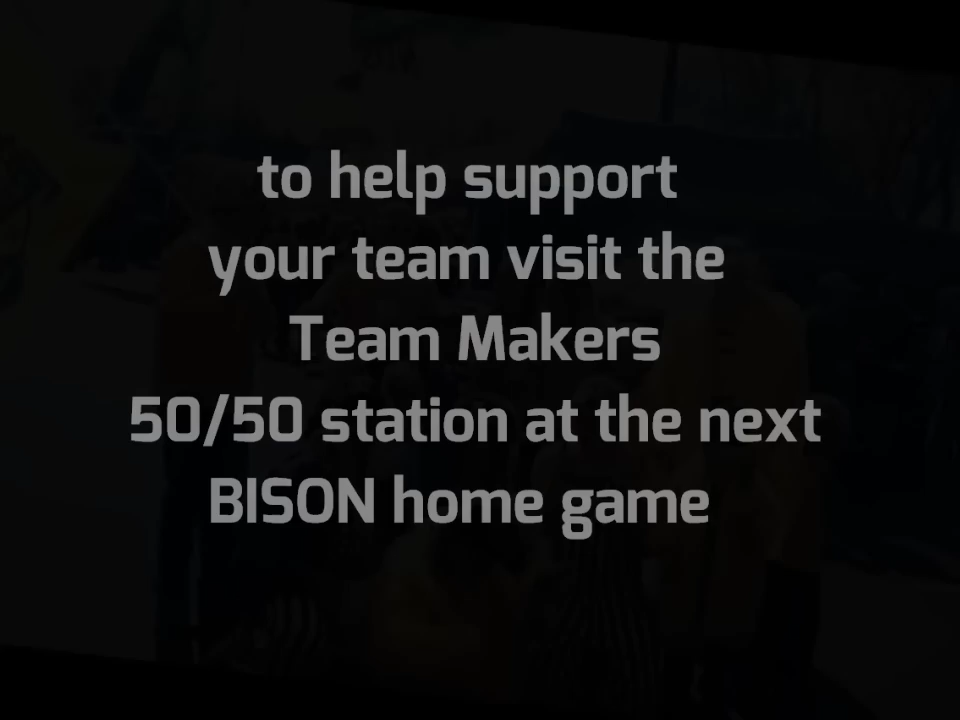 to help support
your team visit the
Team Makers
50/50 station at the next
BISON home game